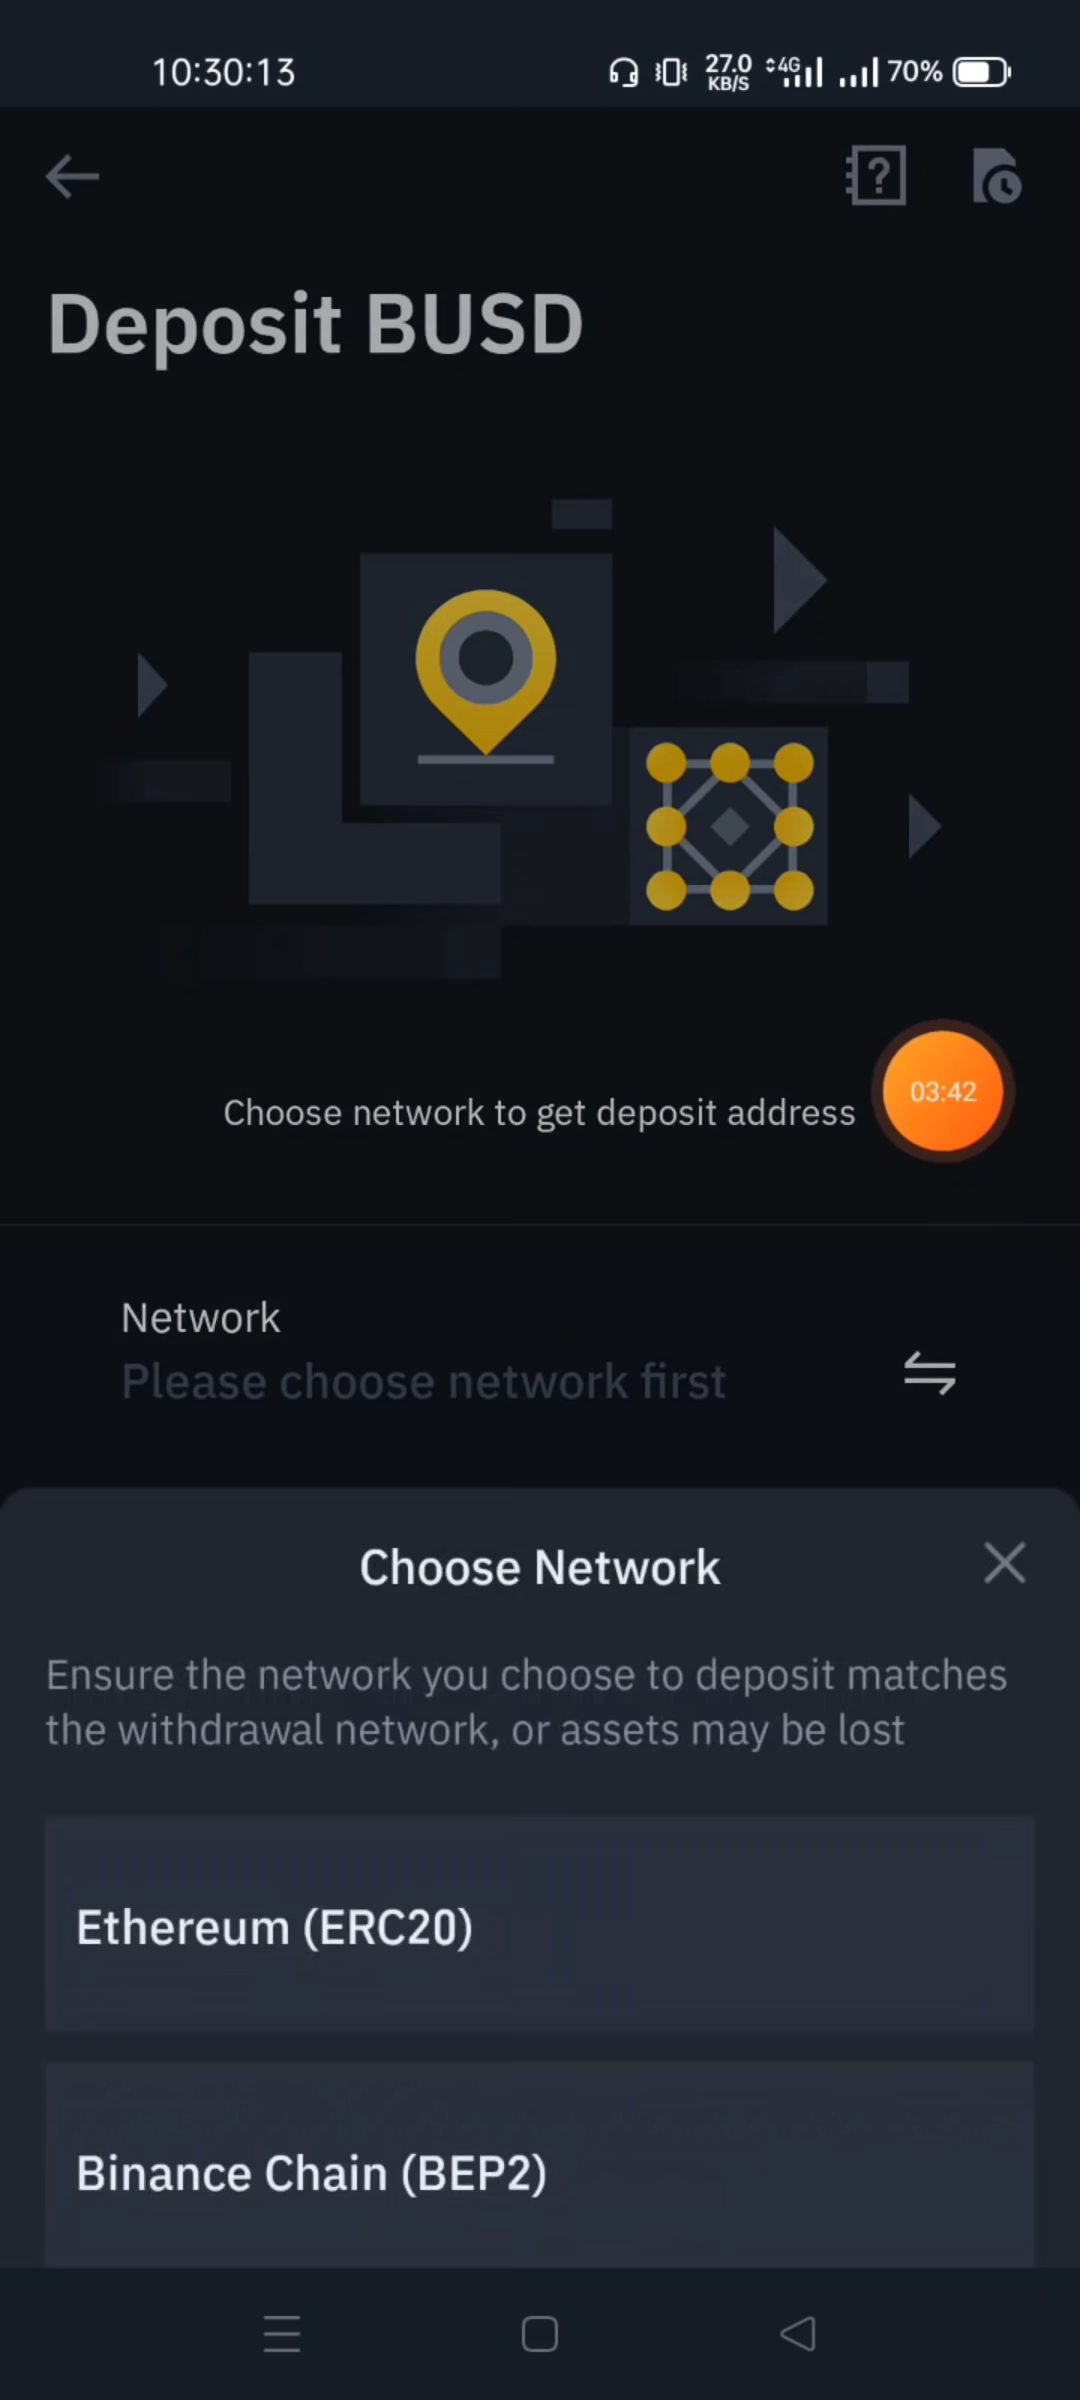 10:30:13
27.0
KB/S
4G
70%
Deposit BUSD
Choose network to get deposit address
03:42
Network
Please choose network first
Choose Network
Ensure the network you choose to deposit matches
the withdrawal network, or assets may be lost
Ethereum (ERC20)
Binance Chain (BEP2)